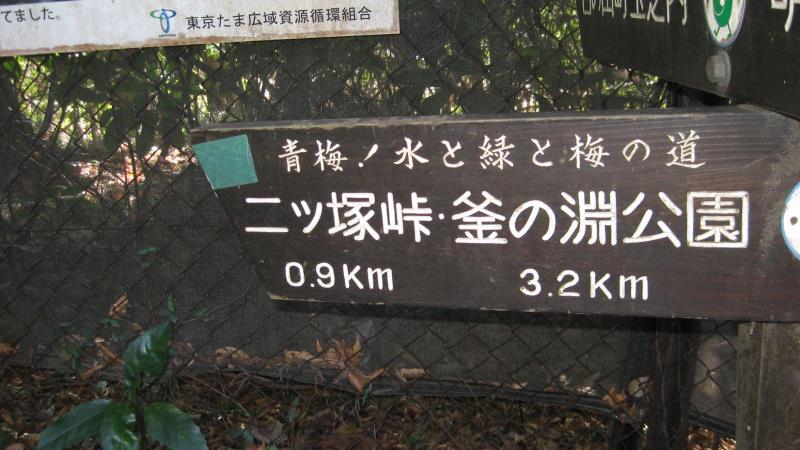 てました。
東京たま広域資源循環組合
青梅!水と緑と梅の道
二ツ塚峠・釜の淵公園
0.9Km 3.2Km